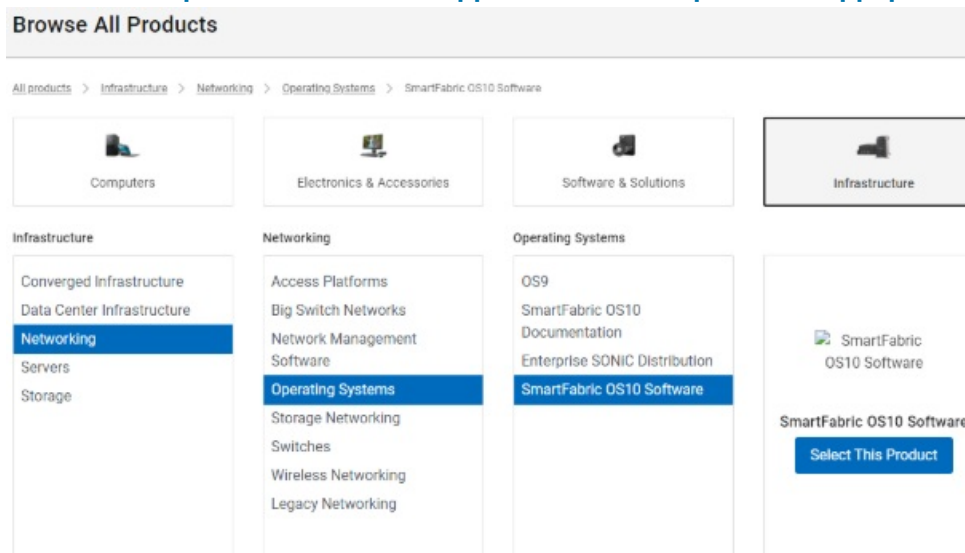 Browse All Products
All products > Infrastructure > Networking > Operating Systems > SmartFabric OS10 Software
Computers
Electronics & Accessories
Software & Solutions
Infrastructure
Infrastructure
Converged Infrastructure
Data Center Infrastructure
Networking
Servers
Storage
Networking
Access Platforms
Big Switch Networks
Network Management
Software
Operating Systems
Storage Networking
Switches
Wireless Networking
Legacy Networking
Operating Systems
OS9
SmartFabric OS10
Documentation
Enterprise SONiC Distribution
SmartFabric OS10 Software
SmartFabric
OS10 Software
SmartFabric OS10 Software
Select This Product